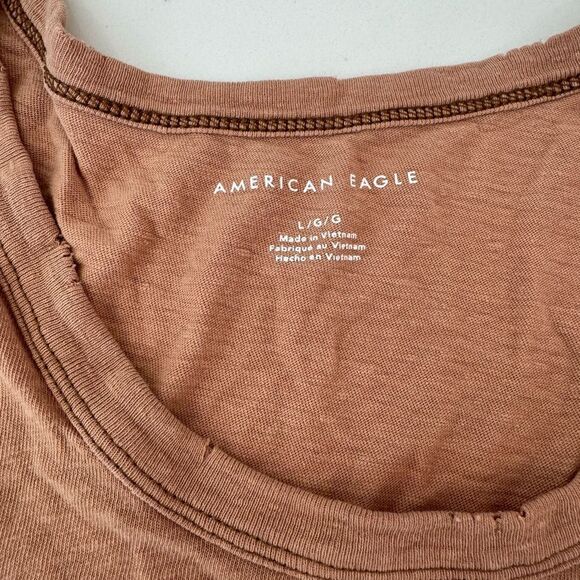 AMERICAN EAGLE
L/G/G
Made in Vietnam
Fabriqué au Vietnam
Hecho en Vietnam